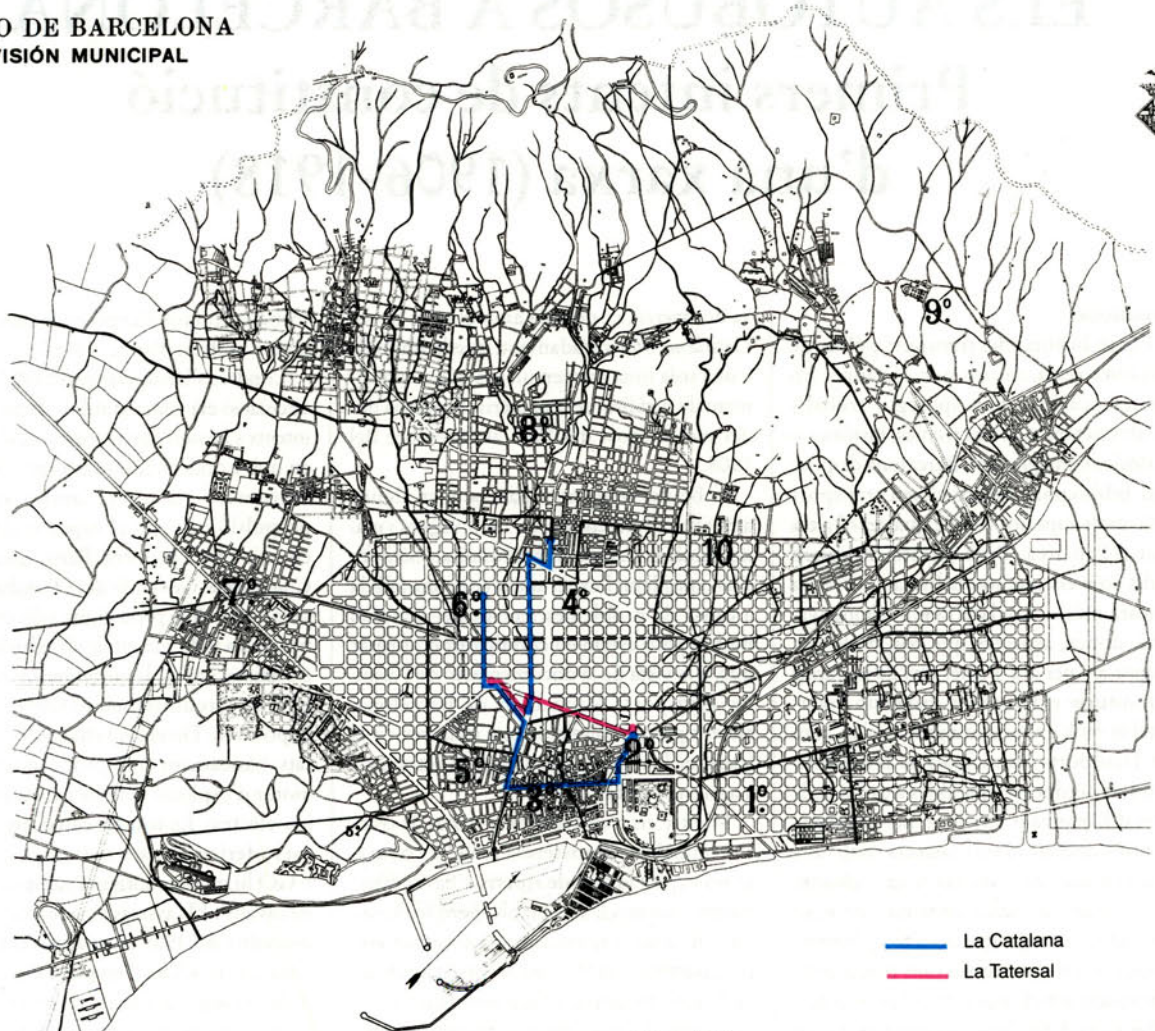 O DE BARCELONA
VISIÓN MUNICIPAL
9.º
8.º
10
7.º
6.º
4.º
2.º
5.º
3.º
1.º
La Catalana
La Tatersal